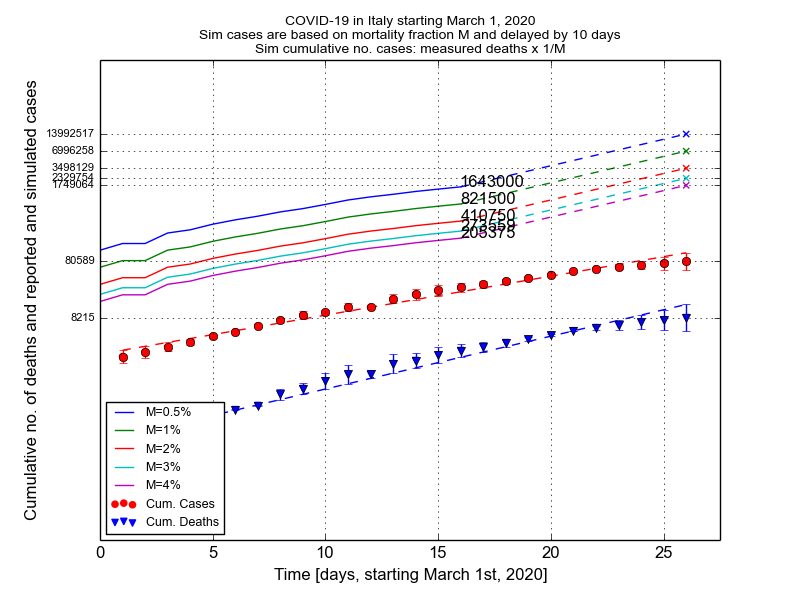 COVID-19 in Italy starting March 1, 2020
Sim cases are based on mortality fraction M and delayed by 10 days
Sim cumulative no. cases: measured deaths x 1/M
Cumulative no. of deaths and reported and simulated cases
13992517
6996258
3498129
2329754
1749064
80589
8215
1643000
821500
410750
273559
205375
M=0.5%
M=1%
M=2%
M=3%
M=4%
Cum. Cases
Cum. Deaths
0 5 10 15 20 25
Time [days, starting March 1st, 2020]